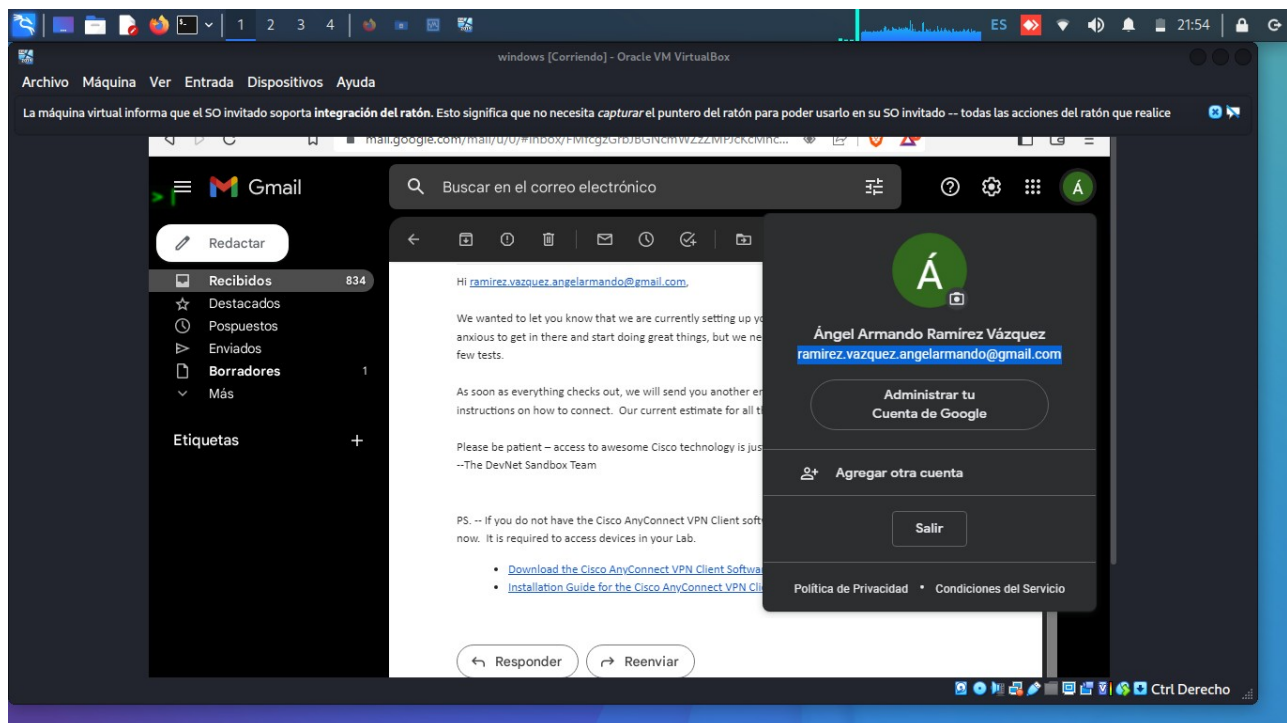 1 2 3 4
ES
21:54
windows [Corriendo] - Oracle VM VirtualBox
Archivo Máquina Ver Entrada Dispositivos Ayuda
La máquina virtual informa que el SO invitado soporta integración del ratón. Esto significa que no necesita capturar el puntero del ratón para poder usarlo en su SO invitado -- todas las acciones del ratón que realice
Gmail
Buscar en el correo electrónico
Á
Redactar
Recibidos 834
Destacados
Pospuestos
Enviados
Borradores 1
Más
Etiquetas +
Hi ramirez.vazquez.angelarmando@gmail.com,
We wanted to let you know that we are currently setting up
anxious to get in there and start doing great things, but we
few tests.
As soon as everything checks out, we will send you another
instructions on how to connect. Our current estimate for all
Please be patient – access to awesome Cisco technology is
--The DevNet Sandbox Team
PS. -- If you do not have the Cisco AnyConnect VPN Client
now. It is required to access devices in your Lab.
Download the Cisco AnyConnect VPN Client
Installation Guide for the Cisco AnyConnect VPN
Responder
Reenviar
Á
Ángel Armando Ramírez Vázquez
ramirez.vazquez.angelarmando@gmail.com
Administrar tu
Cuenta de Google
Agregar otra cuenta
Salir
Política de Privacidad • Condiciones del Servicio
Ctrl Derecho